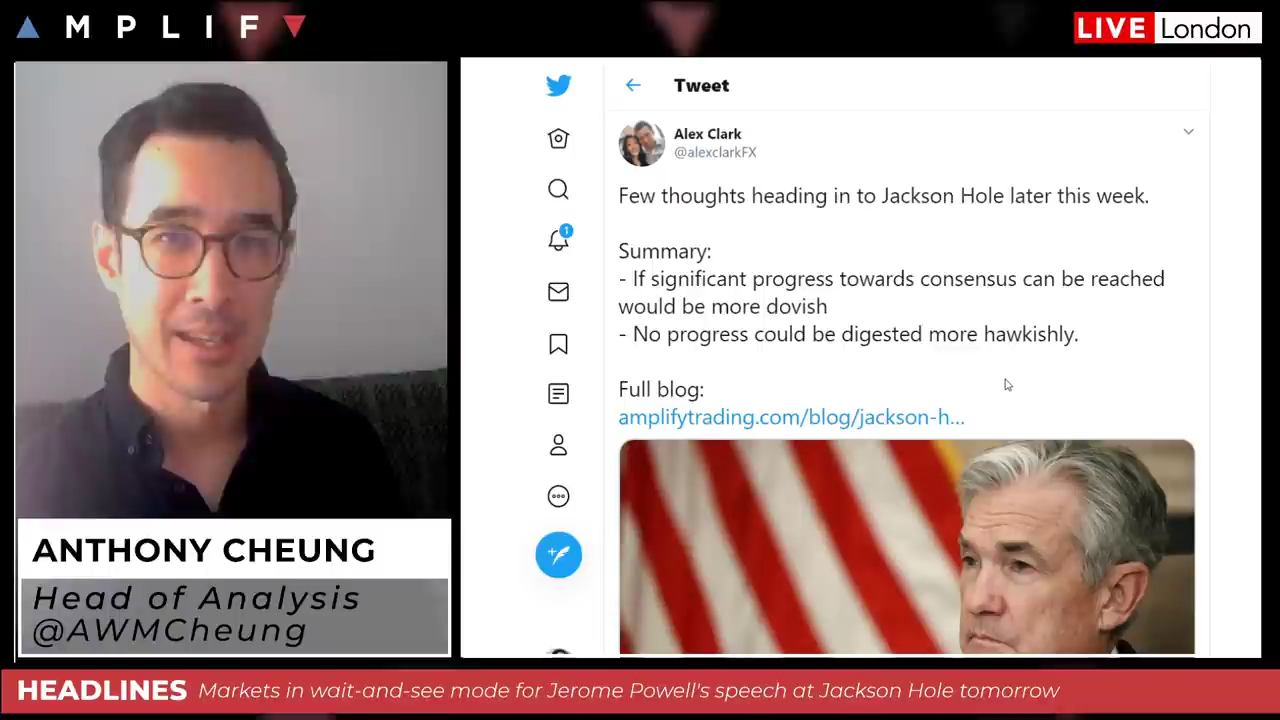 AMPLIFY
LIVE London
Tweet
Alex Clark
@alexclarkFX
Few thoughts heading in to Jackson Hole later this week.
Summary:
- If significant progress towards consensus can be reached
would be more dovish
- No progress could be digested more hawkishly.
Full blog:
amplifytrading.com/blog/jackson-h...
1
ANTHONY CHEUNG
Head of Analysis
@AWMCheung
HEADLINES Markets in wait-and-see mode for Jerome Powell's speech at Jackson Hole tomorrow